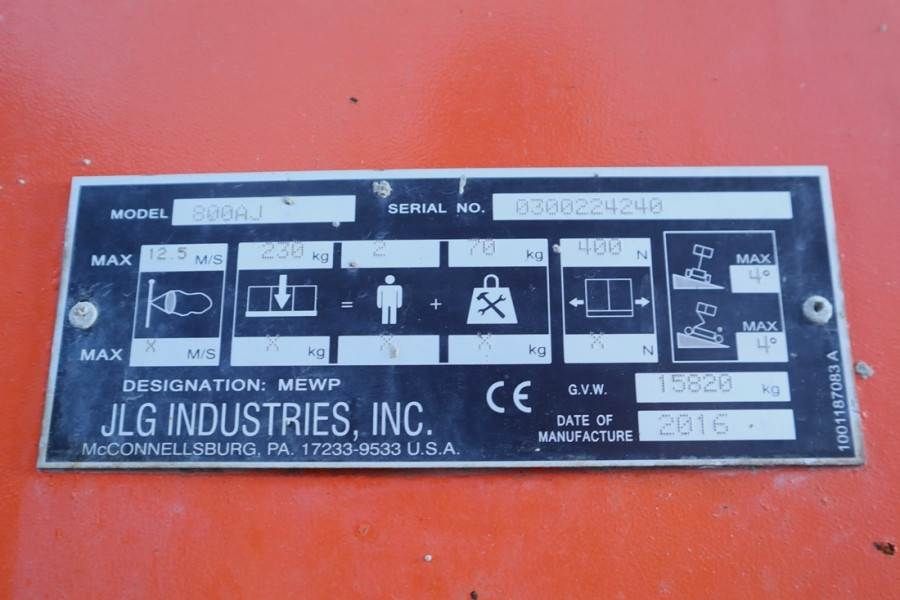 MODEL 800AJ SERIAL NO. 0300224240
MAX 12.5 M/S 230 kg 2 70 kg 400 N MAX 4°
= +
MAX X M/S X kg X X kg X N MAX 4°
DESIGNATION: MEWP CE G.V.W. 15820 kg
JLG INDUSTRIES, INC. DATE OF MANUFACTURE 2016
McCONNELLSBURG, PA. 17233-9533 U.S.A.
1001187083 A